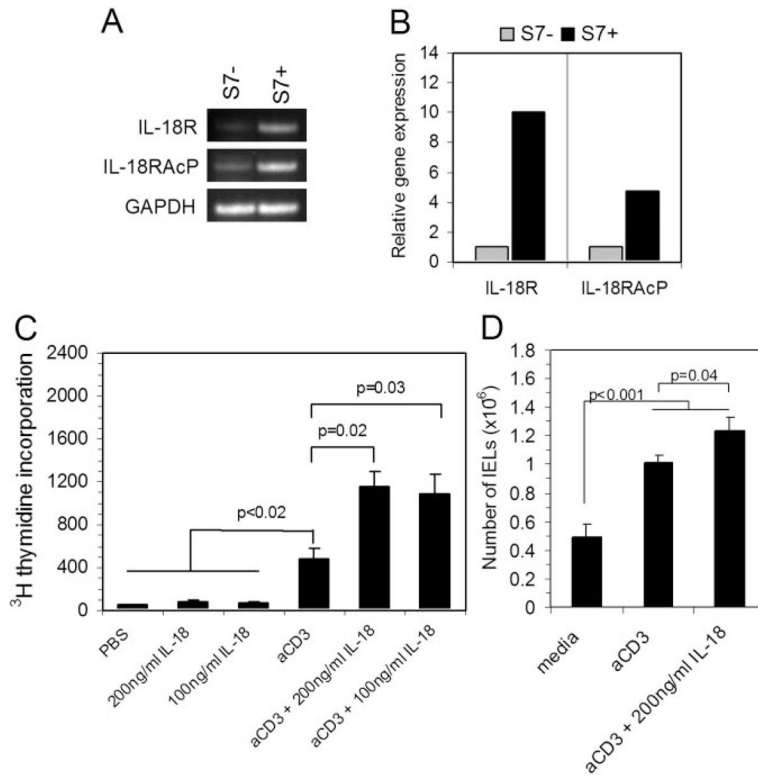 A
S7-
S7+
IL-18R
IL-18RAcP
GAPDH
B
S7- S7+
Relative gene expression
14
12
10
8
6
4
2
0
IL-18R IL-18RAcP
C
³H thymidine incorporation
2400
2000
1600
1200
800
400
0
p<0.02
p=0.02
p=0.03
PBS
200ng/ml IL-18
100ng/ml IL-18
aCD3
aCD3 + 200ng/ml IL-18
aCD3 + 100ng/ml IL-18
D
Number of IELs (x10⁶)
1.8
1.6
1.4
1.2
1
0.8
0.6
0.4
0.2
0
p<0.001
p=0.04
media
aCD3
aCD3 + 200ng/ml IL-18